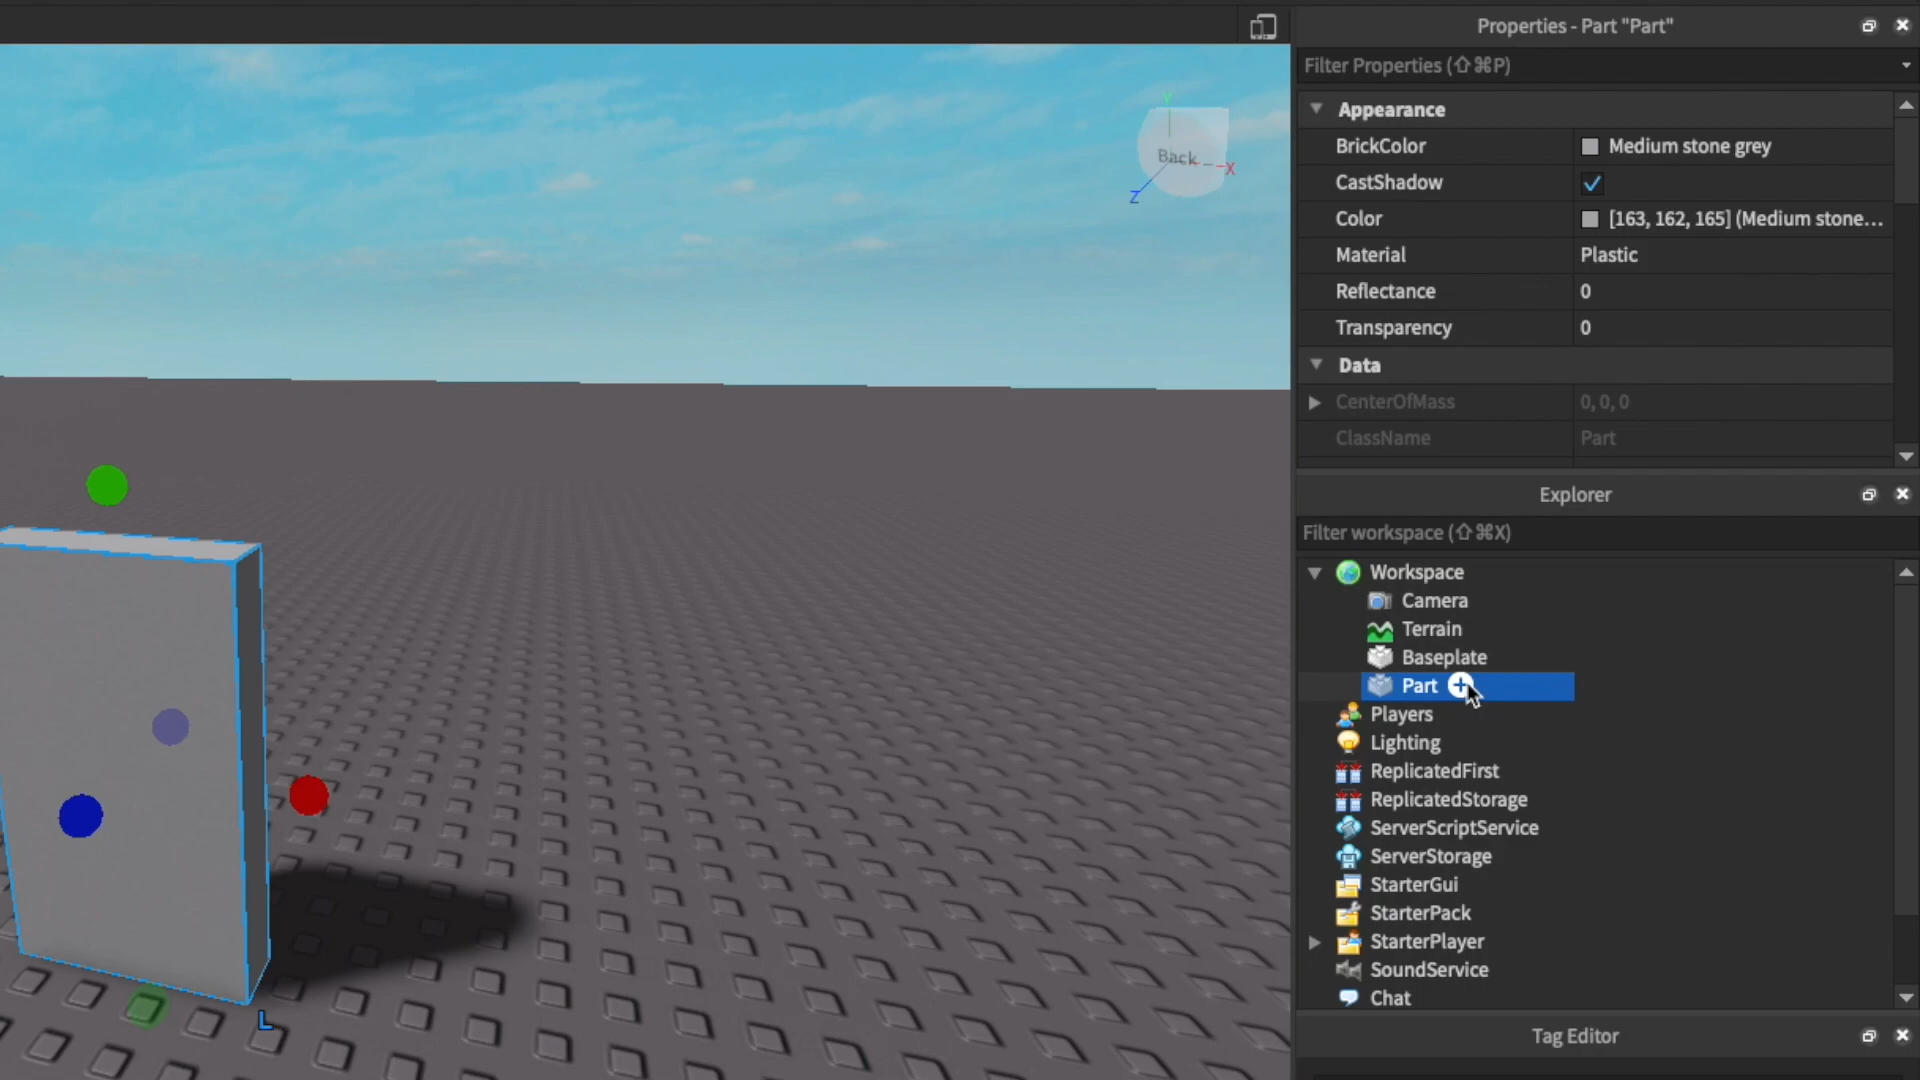 Properties - Part "Part"
Filter Properties (⇧⌘P)
Appearance
BrickColor Medium stone grey
CastShadow
Color [163, 162, 165] (Medium stone...
Material Plastic
Reflectance 0
Transparency 0
Data
CenterOfMass 0, 0, 0
ClassName Part
Y
Back
X
Z
Explorer
Filter workspace (⇧⌘X)
Workspace
Camera
Terrain
Baseplate
Part
Players
Lighting
ReplicatedFirst
ReplicatedStorage
ServerScriptService
ServerStorage
StarterGui
StarterPack
StarterPlayer
SoundService
Chat
L
Tag Editor